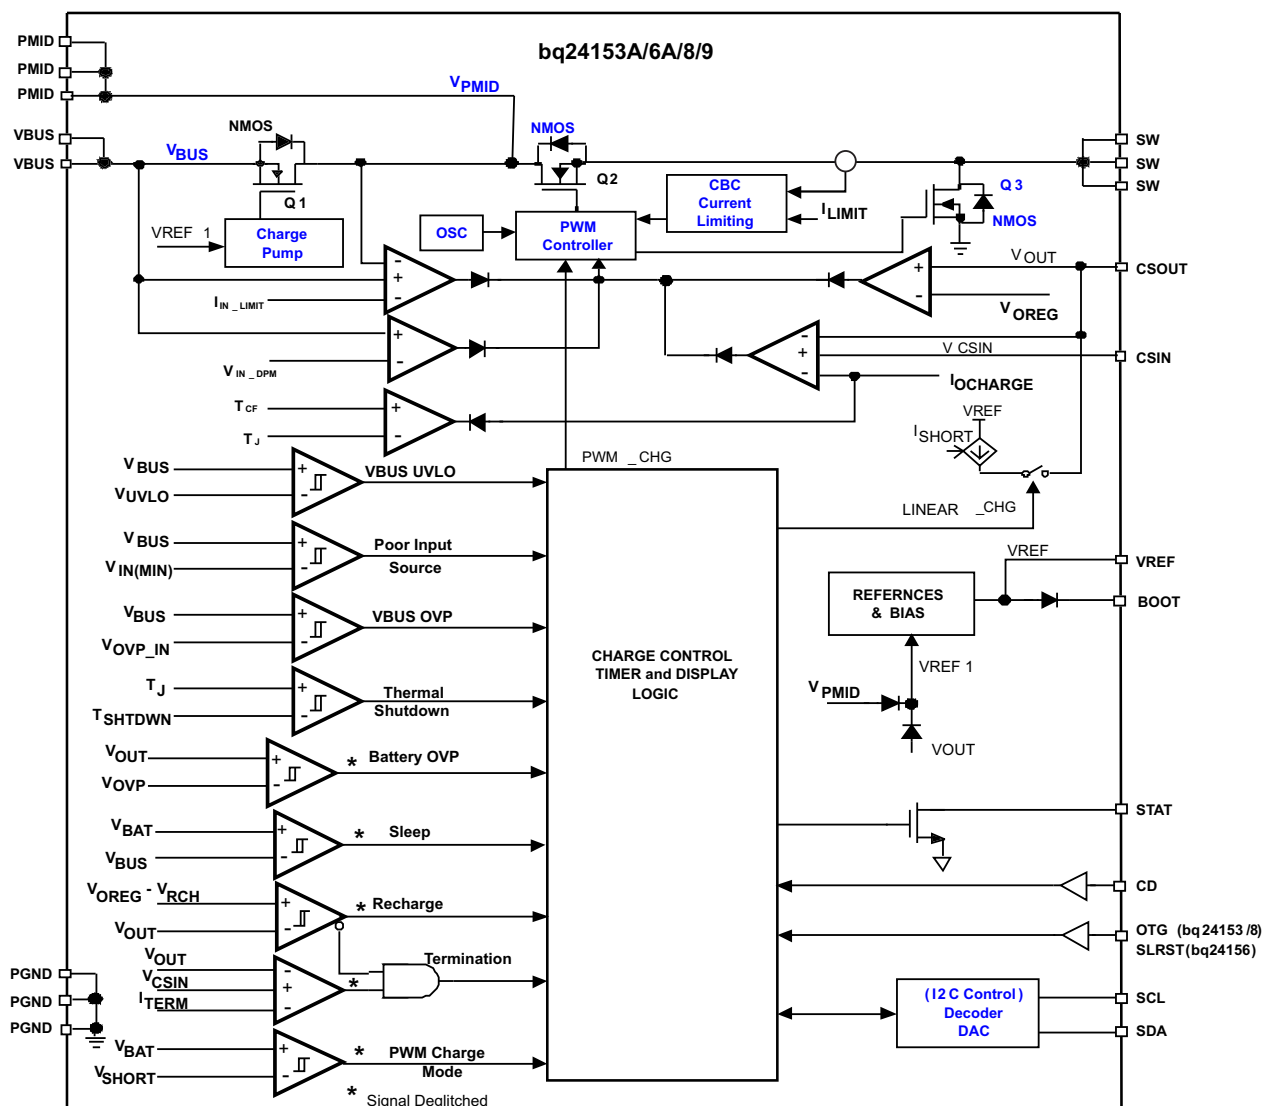 bq24153A/6A/8/9
PMID
PMID
PMID
VBUS
VBUS
VPMID
VBUS
NMOS
Q1
VREF 1
Charge
Pump
NMOS
Q2
OSC
PWM
Controller
CBC
Current
Limiting
ILIMIT
Q3
NMOS
SW
SW
SW
IIN_LIMIT
VIN_DPM
TCF
TJ
VOUT
VOREG
CSOUT
V CSIN
CSIN
IOCHARGE
VREF
ISHORT
PWM _CHG
LINEAR _CHG
VBUS
VUVLO
VBUS UVLO
VBUS
VIN(MIN)
Poor Input
Source
VBUS
VOVP_IN
VBUS OVP
TJ
TSHTDWN
Thermal
Shutdown
VOUT
VOVP
* Battery OVP
VBAT
VBUS
* Sleep
VOREG - VRCH
VOUT
* Recharge
VOUT
VCSIN
ITERM
*
Termination
VBAT
VSHORT
* PWM Charge
Mode
* Signal Deglitched
CHARGE CONTROL
TIMER and DISPLAY
LOGIC
VREF
VREF
REFERNCES
& BIAS
BOOT
VREF 1
VPMID
VOUT
STAT
CD
OTG (bq24153/8)
SLRST(bq24156)
(I2C Control)
Decoder
DAC
SCL
SDA
PGND
PGND
PGND
+
-